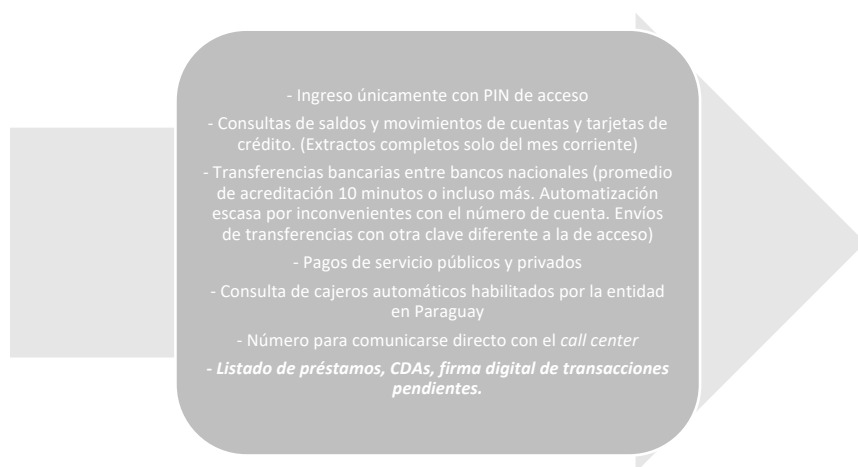 - Ingreso únicamente con PIN de acceso
- Consultas de saldos y movimientos de cuentas y tarjetas de
crédito. (Extractos completos solo del mes corriente)
- Transferencias bancarias entre bancos nacionales (promedio
de acreditación 10 minutos o incluso más. Automatización
escasa por inconvenientes con el número de cuenta. Envíos
de transferencias con otra clave diferente a la de acceso)
- Pagos de servicio públicos y privados
- Consulta de cajeros automáticos habilitados por la entidad
en Paraguay
- Número para comunicarse directo con el call center
- Listado de préstamos, CDAs, firma digital de transacciones
pendientes.